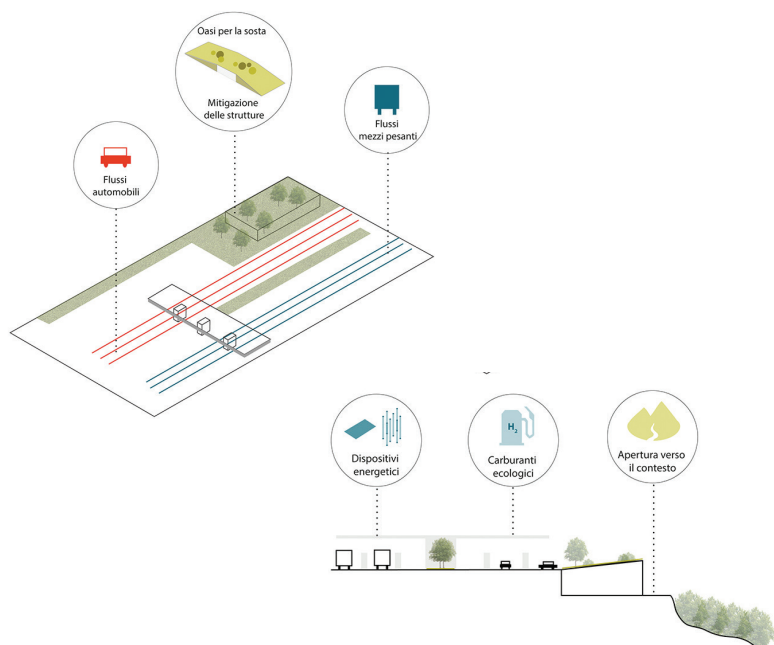 Oasi per la sosta
Mitigazione
delle strutture
Flussi
mezzi pesanti
Flussi
automobili
Dispositivi
energetici
H2
Carburanti
ecologici
Apertura verso
il contesto